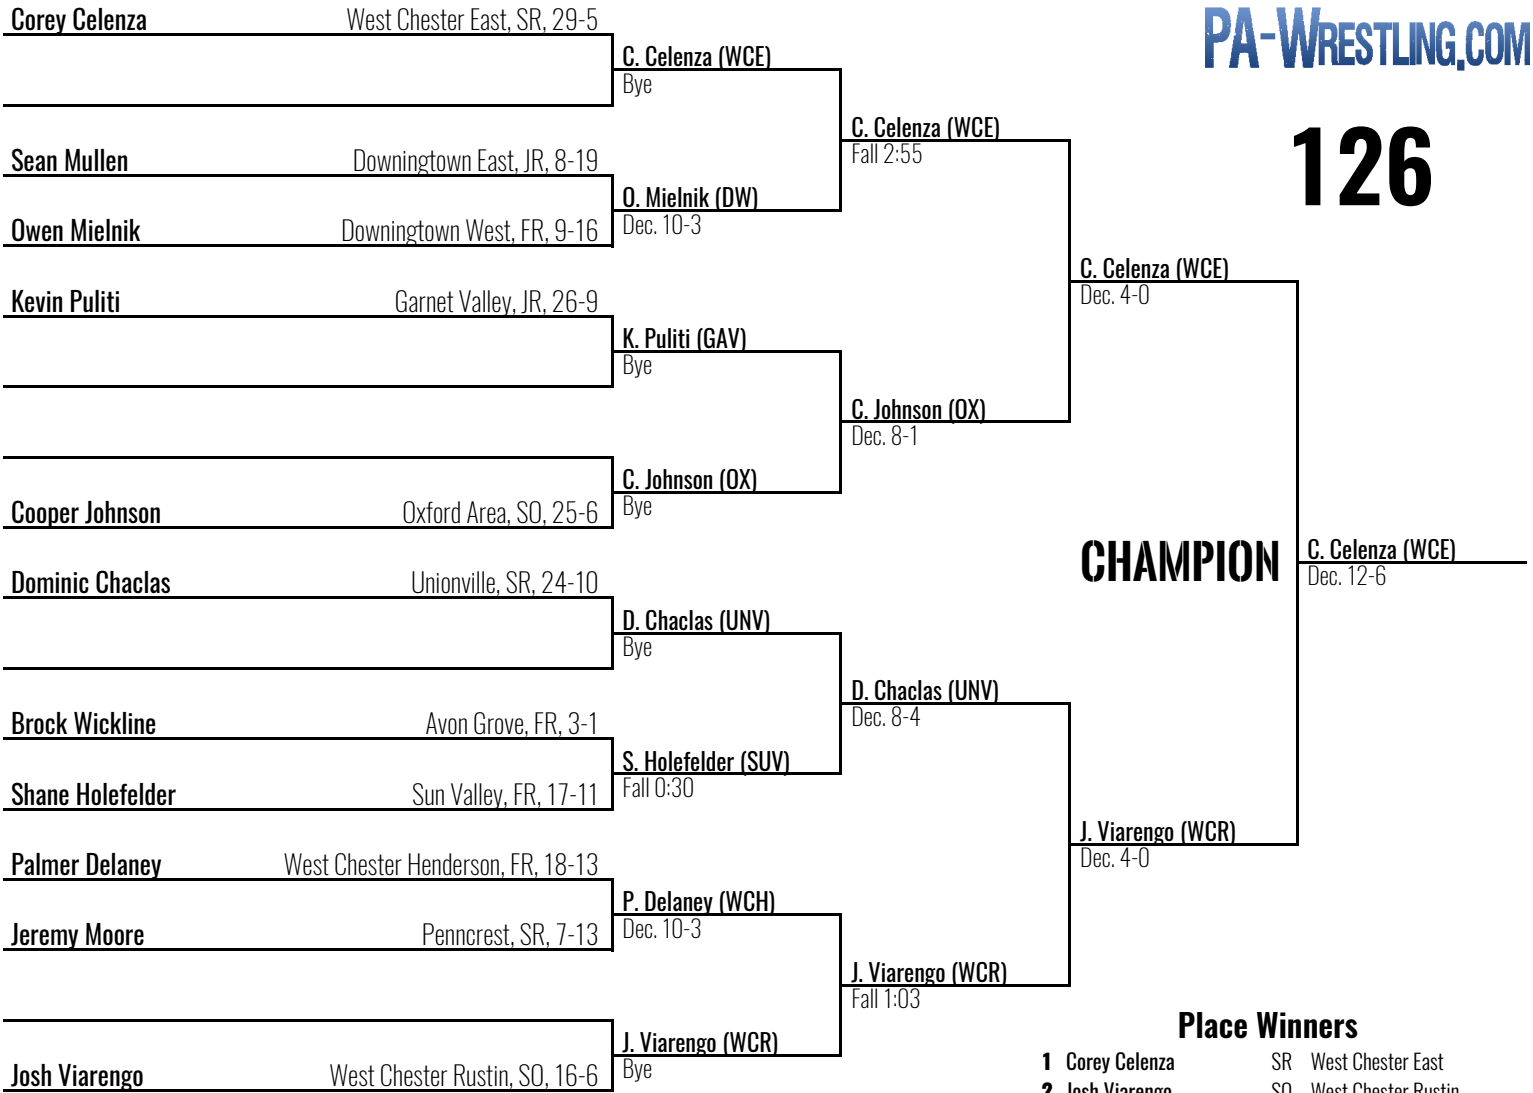 Corey Celenza West Chester East, SR, 29-5
PA-WRESTLING.COM
C. Celenza (WCE)
Bye
C. Celenza (WCE)
Fall 2:55
126
Sean Mullen Downingtown East, JR, 8-19
O. Mielnik (DW)
Dec. 10-3
Owen Mielnik Downingtown West, FR, 9-16
C. Celenza (WCE)
Dec. 4-0
Kevin Puliti Garnet Valley, JR, 26-9
K. Puliti (GAV)
Bye
C. Johnson (OX)
Dec. 8-1
C. Johnson (OX)
Bye
Cooper Johnson Oxford Area, SO, 25-6
CHAMPION
C. Celenza (WCE)
Dec. 12-6
Dominic Chaclas Unionville, SR, 24-10
D. Chaclas (UNV)
Bye
D. Chaclas (UNV)
Dec. 8-4
Brock Wickline Avon Grove, FR, 3-1
S. Holefelder (SUV)
Fall 0:30
Shane Holefelder Sun Valley, FR, 17-11
J. Viarengo (WCR)
Dec. 4-0
Palmer Delaney West Chester Henderson, FR, 18-13
P. Delaney (WCH)
Dec. 10-3
Jeremy Moore Penncrest, SR, 7-13
J. Viarengo (WCR)
Fall 1:03
J. Viarengo (WCR)
Bye
Josh Viarengo West Chester Rustin, SO, 16-6
Place Winners
1 Corey Celenza SR West Chester East
2 Josh Viarengo SO West Chester Rustin